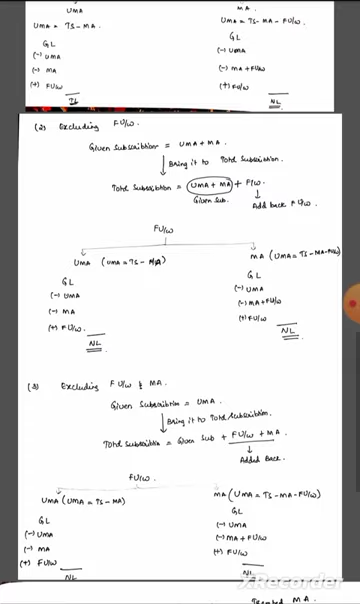 UMA
UMA = TS - MA
GL
(-) UMA
(-) MA
(+) FU/W
TL
MA.
UMA = TS - MA - FU/W
GL
(-) UMA
(-) MA + FU/W
(+) FU/W
NL
(2) Excluding FU/W.
Given Subscription = UMA + MA.
Bring it to Total Subscription.
Total Subscription = UMA + MA + F/W.
Given Sub.
Add back FU/W.
FU/W
UMA (UMA = TS - MA)
GL
(-) UMA
(-) MA.
(+) FU/W.
NL
MA (UMA = TS - MA - FU/W)
GL
(-) UMA
(-) MA + FU/W
(+) FU/W
NL
(3) Excluding FU/W & MA.
Given Subscription = UMA.
Bring it to Total Subscription.
Total Subscription = Given Sub + FU/W + MA.
Added Back.
FU/W.
UMA (UMA = TS - MA)
GL
(-) UMA
(-) MA
(+) FU/W
NL
MA (UMA = TS - MA - FU/W)
GL
(-) UMA
(-) MA + FU/W
(+) FU/W
NL
XRecorder
MA.